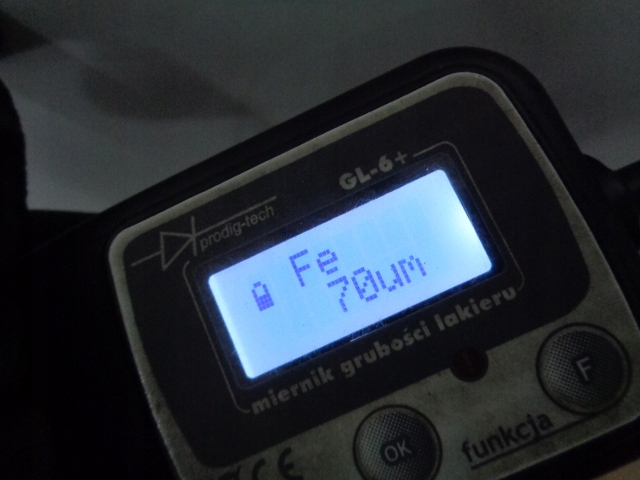 GL-6+
prodig-tech
Fe
70um
miernik grubości lakieru
F
OK
funkcja
CE